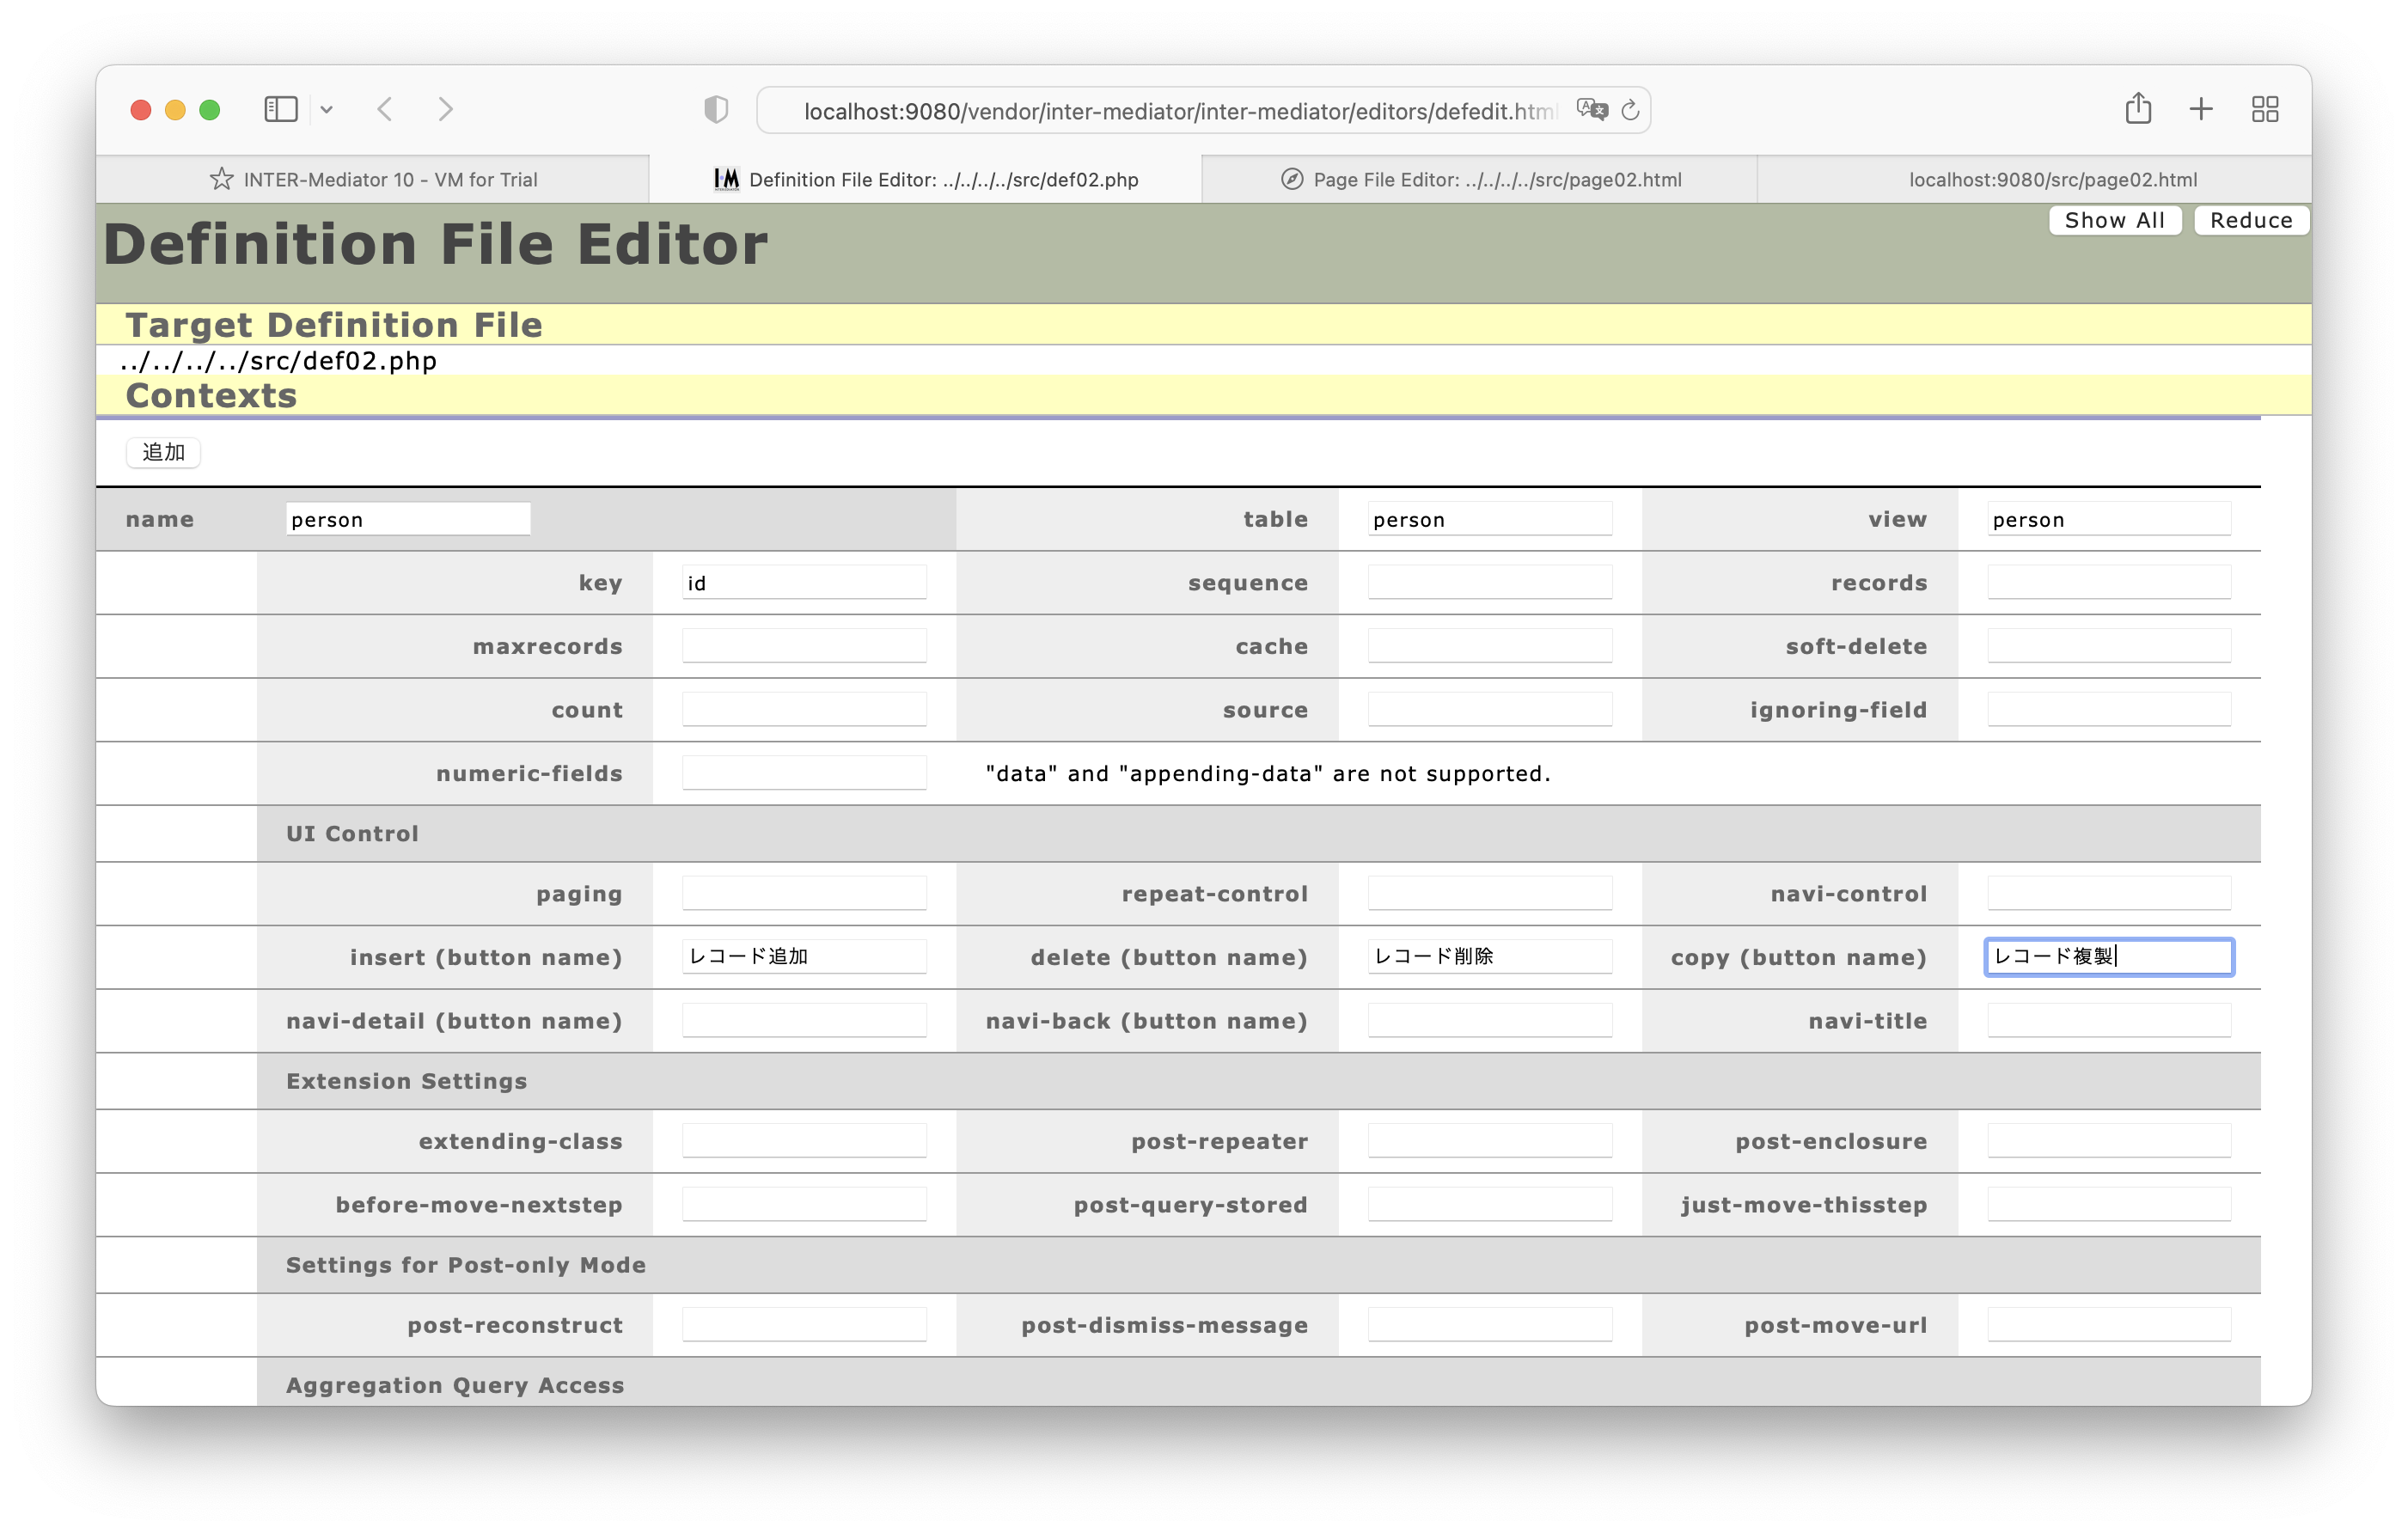 localhost:9080/vendor/inter-mediator/inter-mediator/editors/defedit.html
INTER-Mediator 10 - VM for Trial
Definition File Editor: ../../../../src/def02.php
Page File Editor: ../../../../src/page02.html
localhost:9080/src/page02.html
Definition File Editor
Show All Reduce
Target Definition File
../../../../src/def02.php
Contexts
追加
name person table person view person
key id sequence records
maxrecords cache soft-delete
count source ignoring-field
numeric-fields "data" and "appending-data" are not supported.
UI Control
paging repeat-control navi-control
insert (button name) レコード追加 delete (button name) レコード削除 copy (button name) レコード複製
navi-detail (button name) navi-back (button name) navi-title
Extension Settings
extending-class post-repeater post-enclosure
before-move-nextstep post-query-stored just-move-thisstep
Settings for Post-only Mode
post-reconstruct post-dismiss-message post-move-url
Aggregation Query Access